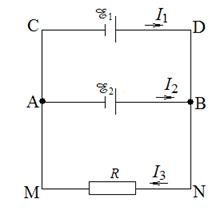 C ℰ₁ I₁ D
A ℰ₂ I₂ B
M R I₃ N